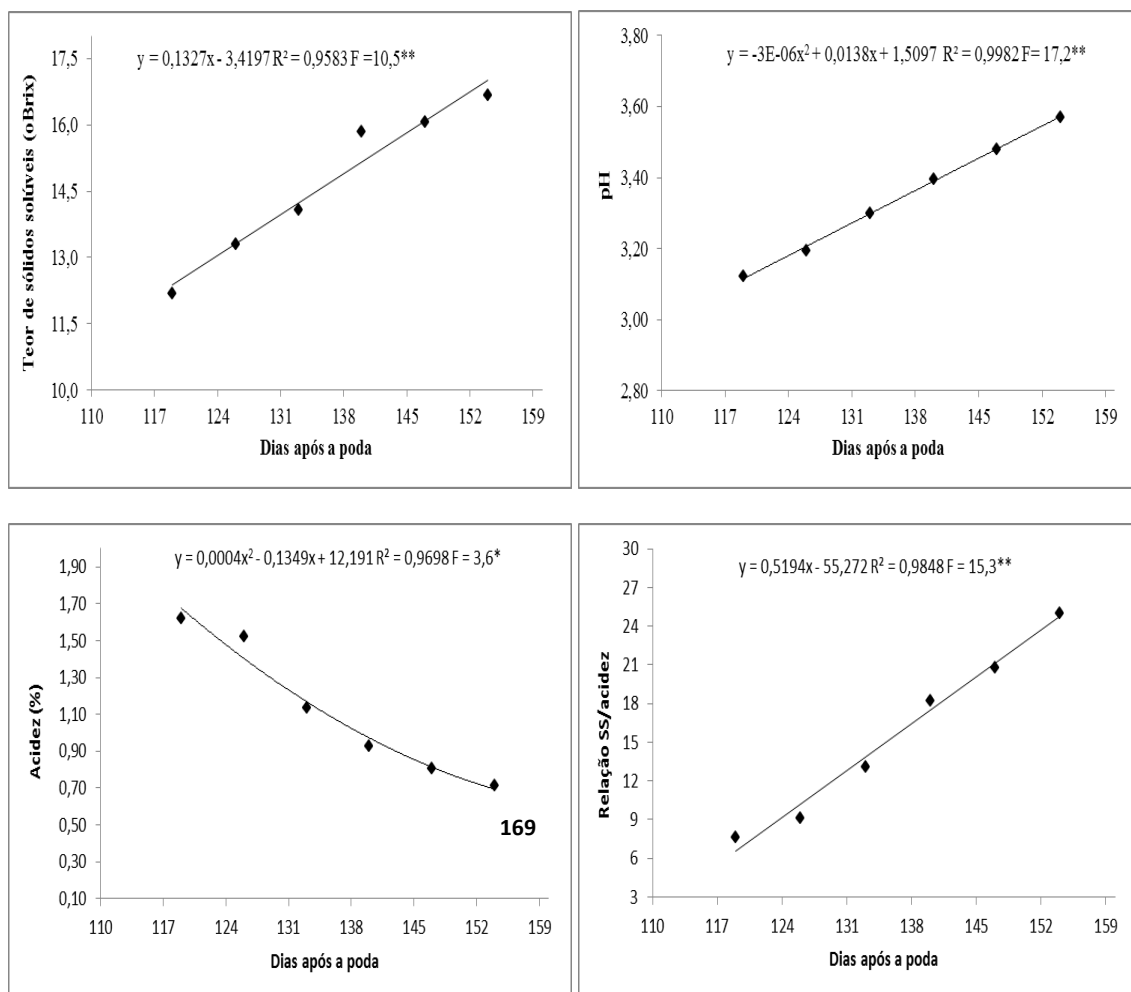 y = 0,1327x - 3,4197 R² = 0,9583 F =10,5**
Teor de sólidos solúveis (oBrix)
17,5
16,0
14,5
13,0
11,5
10,0
110 117 124 131 138 145 152 159
Dias após a poda
y = -3E-06x² + 0,0138x + 1,5097 R² = 0,9982 F= 17,2**
pH
3,80
3,60
3,40
3,20
3,00
2,80
110 117 124 131 138 145 152 159
Dias após a poda
y = 0,0004x² - 0,1349x + 12,191 R² = 0,9698 F = 3,6*
Acidez (%)
1,90
1,70
1,50
1,30
1,10
0,90
0,70
0,50
0,30
0,10
169
110 117 124 131 138 145 152 159
Dias após a poda
y = 0,5194x - 55,272 R² = 0,9848 F = 15,3**
Relação SS/acidez
30
27
24
21
18
15
12
9
6
3
110 117 124 131 138 145 152 159
Dias após a poda